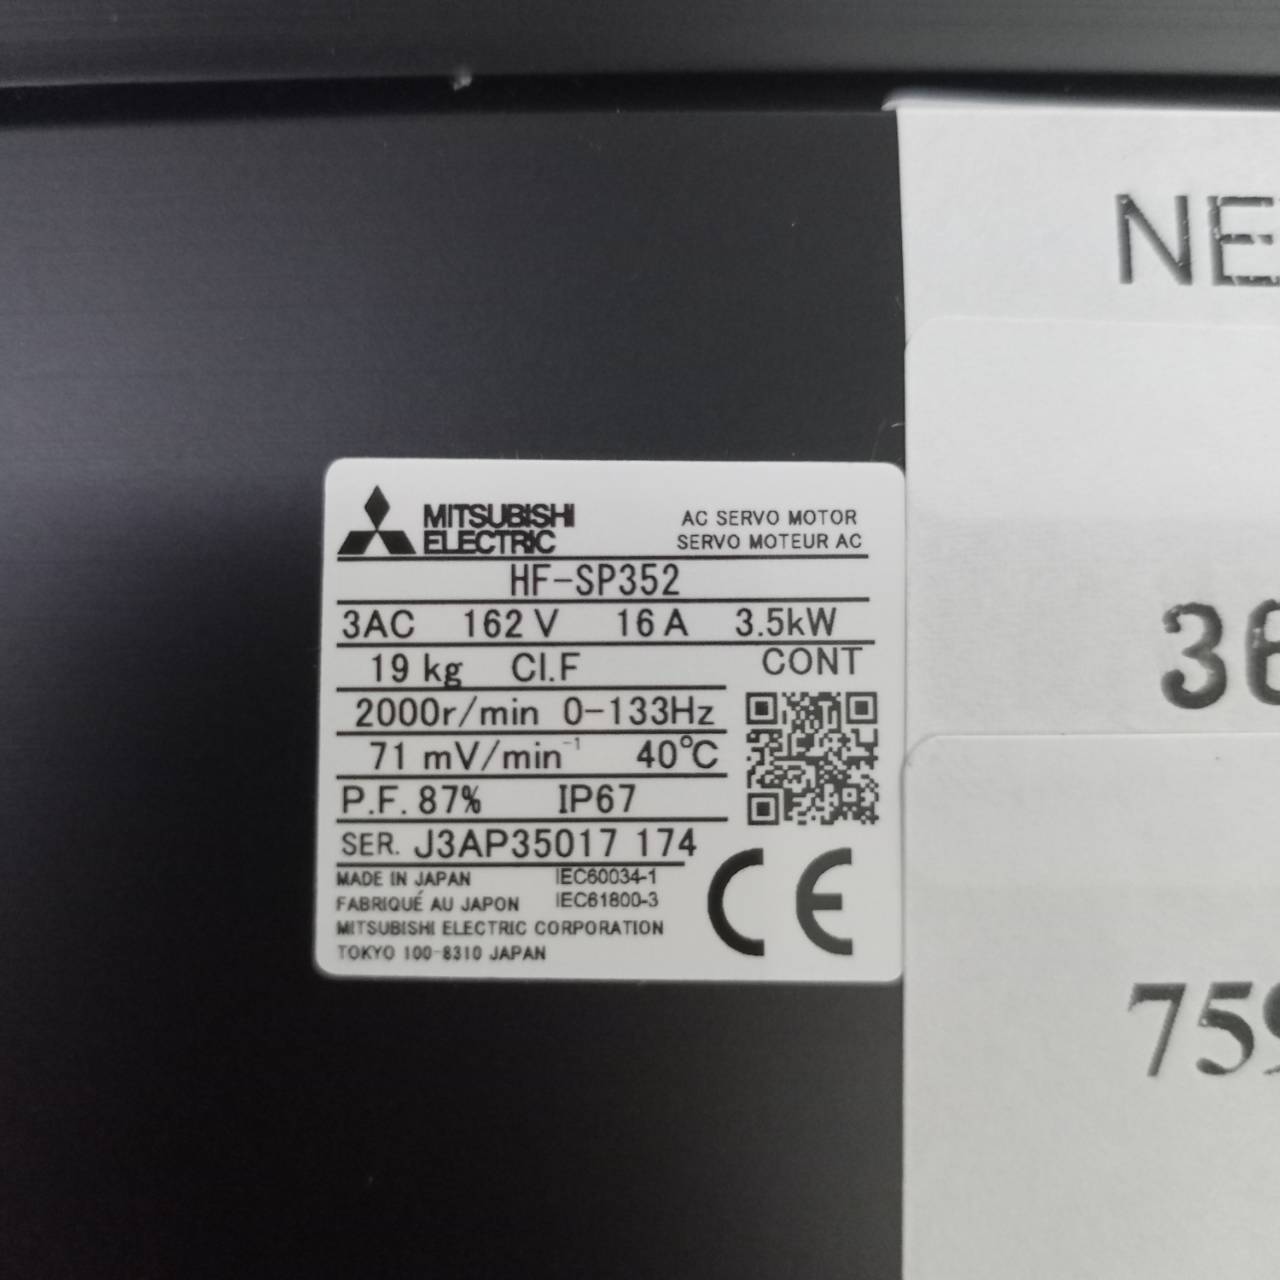 MITSUBISHI
ELECTRIC
AC SERVO MOTOR
SERVO MOTEUR AC
HF-SP352
3AC 162 V 16 A 3.5kW
19 kg CI.F CONT
2000r/min 0-133Hz
71 mV/min⁻¹ 40°C
P.F. 87% IP67
SER. J3AP35017 174
MADE IN JAPAN IEC60034-1
FABRIQUÉ AU JAPON IEC61800-3
MITSUBISHI ELECTRIC CORPORATION
TOKYO 100-8310 JAPAN
CE
NE
36
759